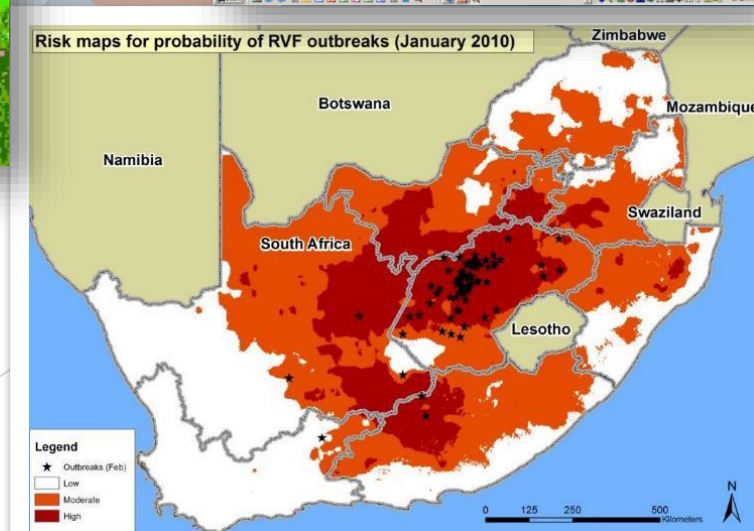 Risk maps for probability of RVF outbreaks (January 2010)
Zimbabwe
Botswana
Mozambique
Namibia
Swaziland
South Africa
Lesotho
Legend
Outbreaks (Feb)
Low
Moderate
High
N
0 125 250 500
Kilometers